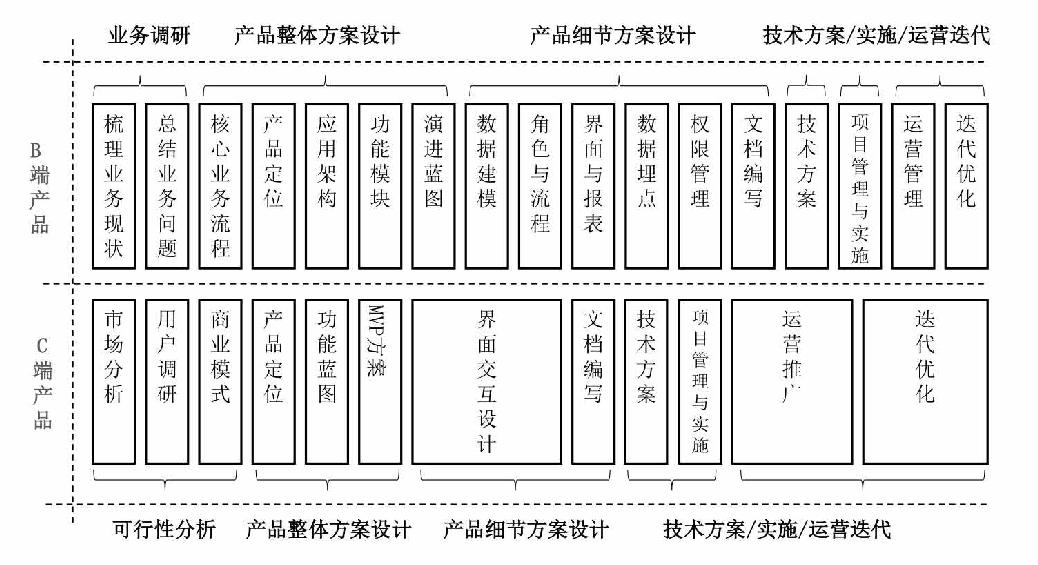 业务调研
产品整体方案设计
产品细节方案设计
技术方案/实施/运营迭代
B端产品
梳理业务现状
总结业务问题
核心业务流程
产品定位
应用架构
功能模块
演进蓝图
数据建模
角色与流程
界面与报表
数据埋点
权限管理
文档编写
技术方案
项目管理与实施
运营管理
迭代优化
C端产品
市场分析
用户调研
商业模式
产品定位
功能蓝图
MVP方案
界面交互设计
文档编写
技术方案
项目管理与实施
运营推广
迭代优化
可行性分析
产品整体方案设计
产品细节方案设计
技术方案/实施/运营迭代